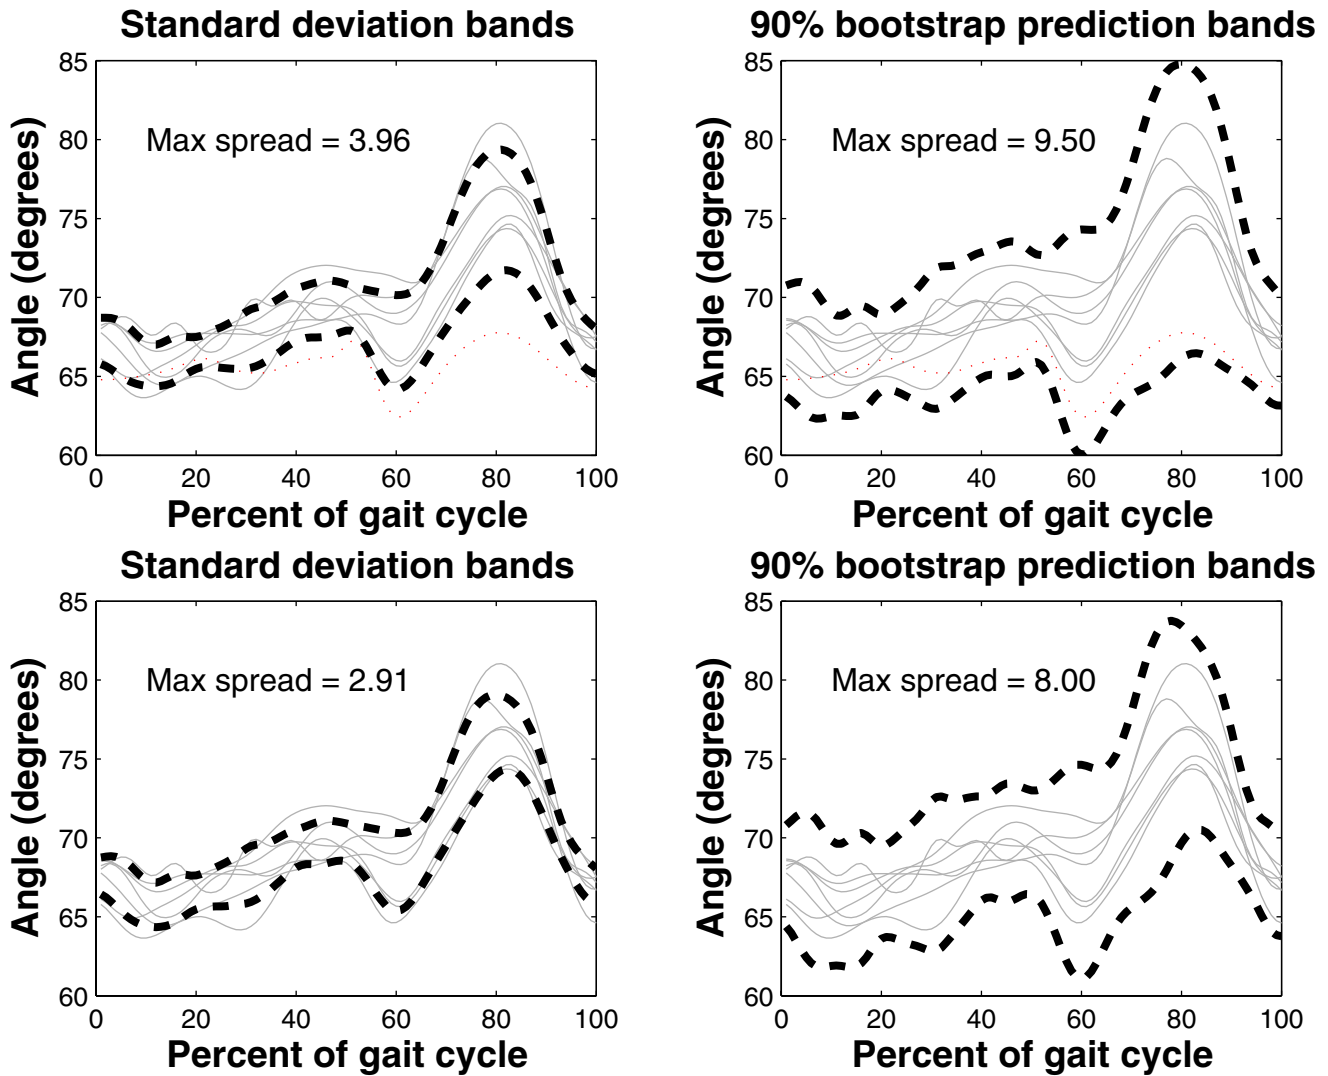 Standard deviation bands
90% bootstrap prediction bands
85
80
75
70
65
60
Angle (degrees)
Max spread = 3.96
0 20 40 60 80 100
Percent of gait cycle
85
80
75
70
65
60
Angle (degrees)
Max spread = 9.50
0 20 40 60 80 100
Percent of gait cycle
Standard deviation bands
90% bootstrap prediction bands
85
80
75
70
65
60
Angle (degrees)
Max spread = 2.91
0 20 40 60 80 100
Percent of gait cycle
85
80
75
70
65
60
Angle (degrees)
Max spread = 8.00
0 20 40 60 80 100
Percent of gait cycle